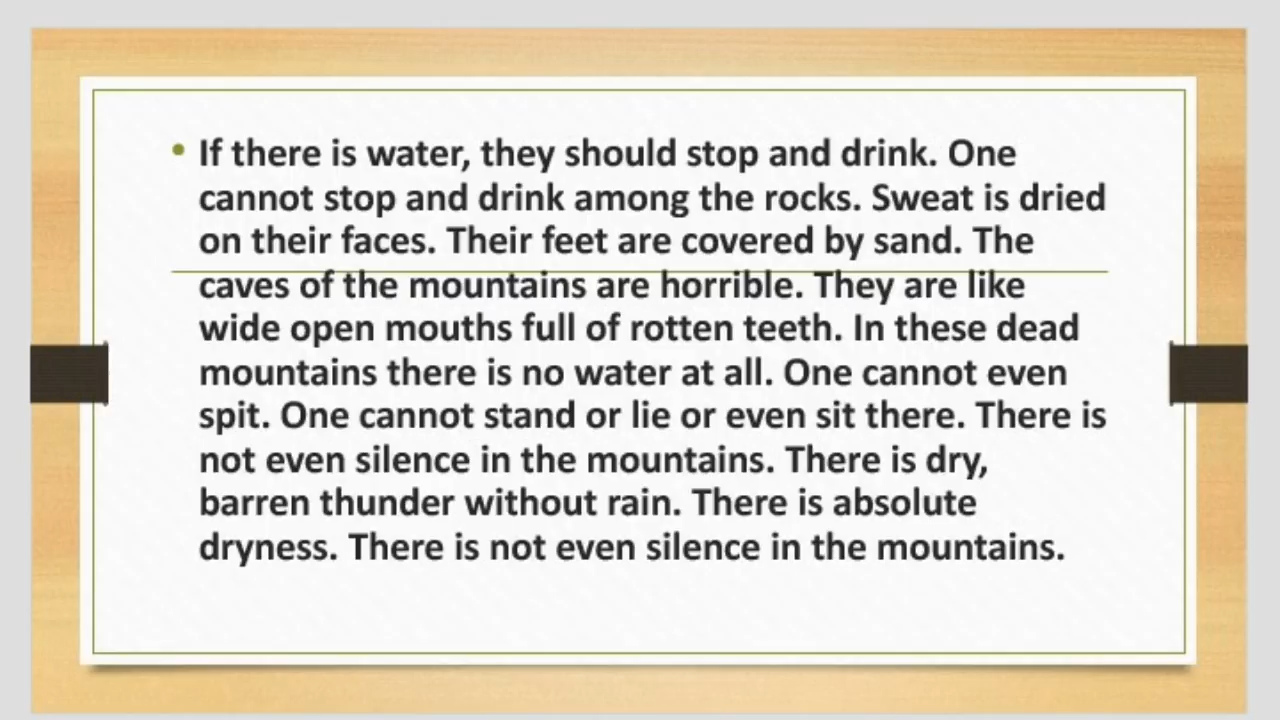 • If there is water, they should stop and drink. One
cannot stop and drink among the rocks. Sweat is dried
on their faces. Their feet are covered by sand. The
caves of the mountains are horrible. They are like
wide open mouths full of rotten teeth. In these dead
mountains there is no water at all. One cannot even
spit. One cannot stand or lie or even sit there. There is
not even silence in the mountains. There is dry,
barren thunder without rain. There is absolute
dryness. There is not even silence in the mountains.